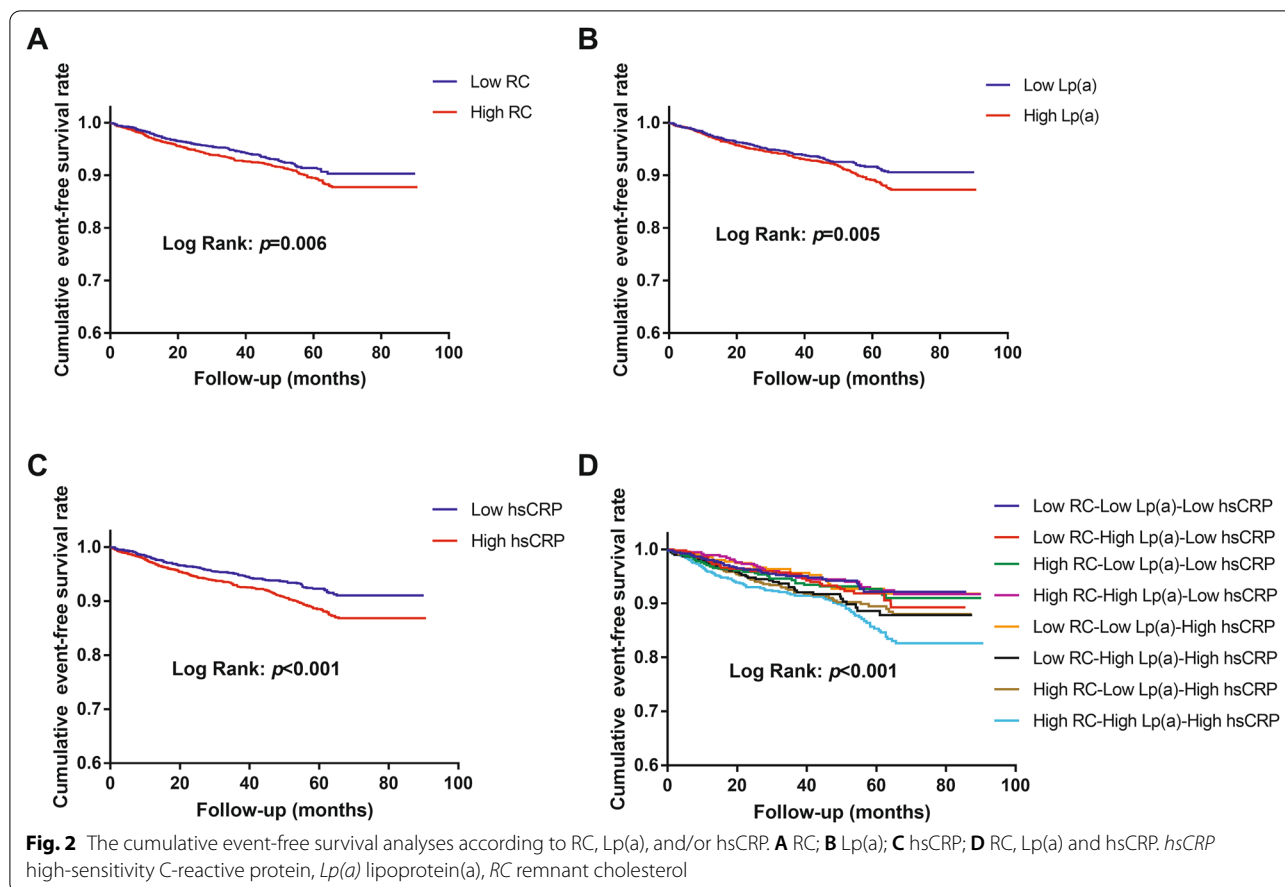 A
Low RC
High RC
Cumulative event-free survival rate
1.0
0.9
0.8
0.7
0.6
Log Rank: p=0.006
0 20 40 60 80 100
Follow-up (months)
B
Low Lp(a)
High Lp(a)
Cumulative event-free survival rate
1.0
0.9
0.8
0.7
0.6
Log Rank: p=0.005
0 20 40 60 80 100
Follow-up (months)
C
Low hsCRP
High hsCRP
Cumulative event-free survival rate
1.0
0.9
0.8
0.7
0.6
Log Rank: p<0.001
0 20 40 60 80 100
Follow-up (months)
D
Low RC-Low Lp(a)-Low hsCRP
Low RC-High Lp(a)-Low hsCRP
High RC-Low Lp(a)-Low hsCRP
High RC-High Lp(a)-Low hsCRP
Low RC-Low Lp(a)-High hsCRP
Low RC-High Lp(a)-High hsCRP
High RC-Low Lp(a)-High hsCRP
High RC-High Lp(a)-High hsCRP
Cumulative event-free survival rate
1.0
0.9
0.8
0.7
0.6
Log Rank: p<0.001
0 20 40 60 80 100
Follow-up (months)
Fig. 2 The cumulative event-free survival analyses according to RC, Lp(a), and/or hsCRP. A RC; B Lp(a); C hsCRP; D RC, Lp(a) and hsCRP. hsCRP
high-sensitivity C-reactive protein, Lp(a) lipoprotein(a), RC remnant cholesterol